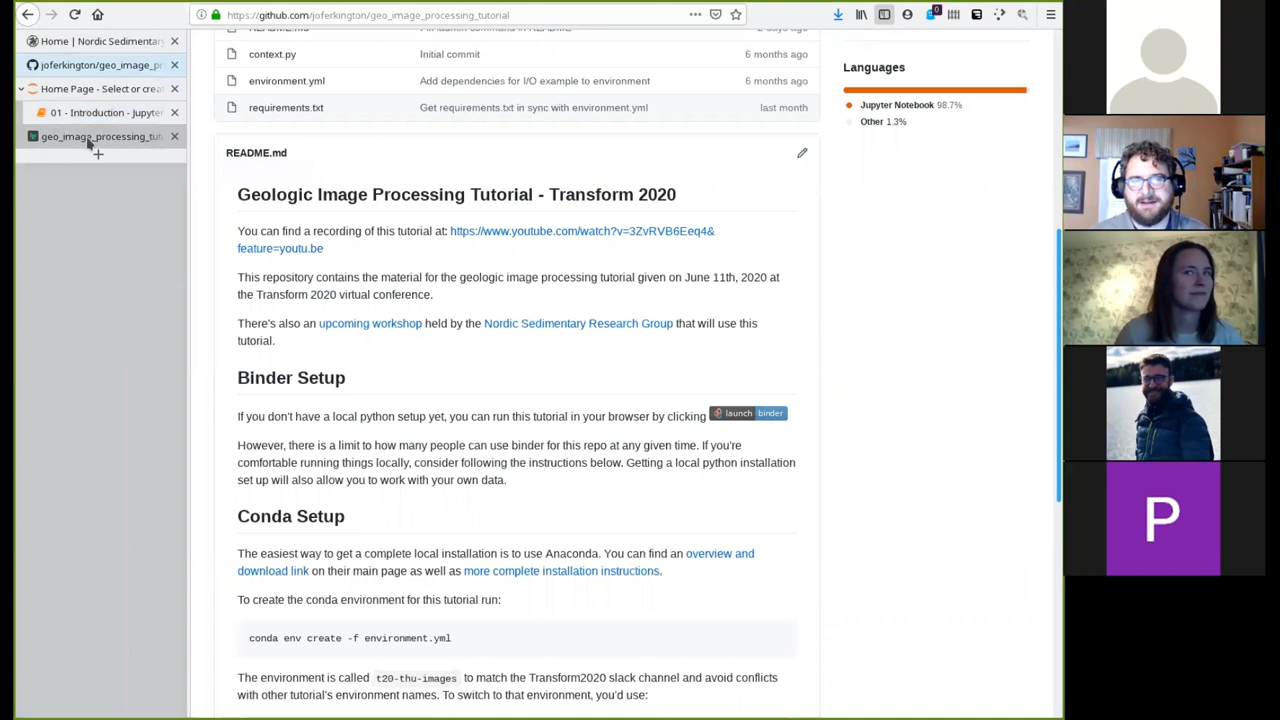 https://github.com/joferkington/geo_image_processing_tutorial
0
Home | Nordic Sedimentary
joferkington/geo_image_pr
Home Page - Select or crea
01 - Introduction - Jupyter
geo_image_processing_tut
context.py Initial commit 6 months ago
environment.yml Add dependencies for I/O example to environment 6 months ago
requirements.txt Get requirements.txt in sync with environment.yml last month
Languages
Jupyter Notebook 98.7%
Other 1.3%
README.md
Geologic Image Processing Tutorial - Transform 2020
You can find a recording of this tutorial at: https://www.youtube.com/watch?v=3ZvRVB6Eeq4&
feature=youtu.be
This repository contains the material for the geologic image processing tutorial given on June 11th, 2020 at
the Transform 2020 virtual conference.
There's also an upcoming workshop held by the Nordic Sedimentary Research Group that will use this
tutorial.
Binder Setup
If you don't have a local python setup yet, you can run this tutorial in your browser by clicking launch binder
However, there is a limit to how many people can use binder for this repo at any given time. If you're
comfortable running things locally, consider following the instructions below. Getting a local python installation
set up will also allow you to work with your own data.
Conda Setup
The easiest way to get a complete local installation is to use Anaconda. You can find an overview and
download link on their main page as well as more complete installation instructions.
To create the conda environment for this tutorial run:
conda env create -f environment.yml
The environment is called t20-thu-images to match the Transform2020 slack channel and avoid conflicts
with other tutorial's environment names. To switch to that environment, you'd use:
P